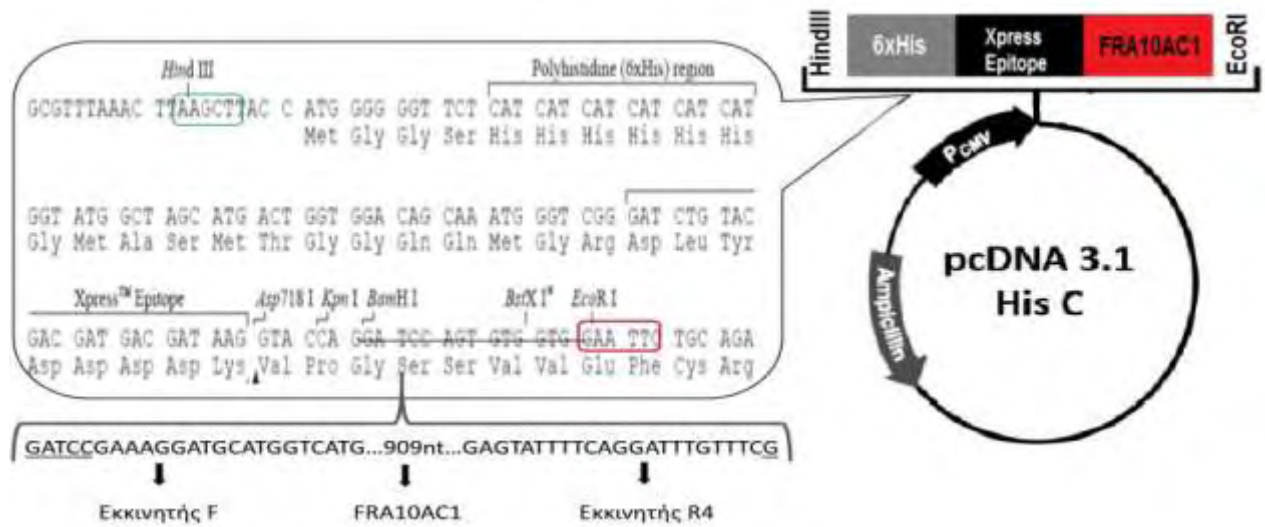 Hind III
Polyhistidine (6xHis) region
GCGTTTAAAC TTAAGCTTAC C ATG GGG GGT TCT CAT CAT CAT CAT CAT CAT
Met Gly Gly Ser His His His His His His
GGT ATG GCT AGC ATG ACT GGT GGA CAG CAA ATG GGT CGG GAT CTG TAC
Gly Met Ala Ser Met Thr Gly Gly Gln Gln Met Gly Arg Asp Leu Tyr
Xpress™ Epitope Asp718 I Kpn I BamH I BstX I* EcoR I
GAC GAT GAC GAT AAG GTA CCA GGA TCC AGT GTG GTG GAA TTC TGC AGA
Asp Asp Asp Asp Lys Val Pro Gly Ser Ser Val Val Glu Phe Cys Arg
GATCCGAAAGGATGCATGGTCATG...909nt...GAGTATTTTCAGGATTTGTTTCG
Εκκινητής F FRA10AC1 Εκκινητής R4
HindIII 6xHis Xpress Epitope FRA10AC1 EcoRI
PCMV
Ampicillin
pcDNA 3.1
His C